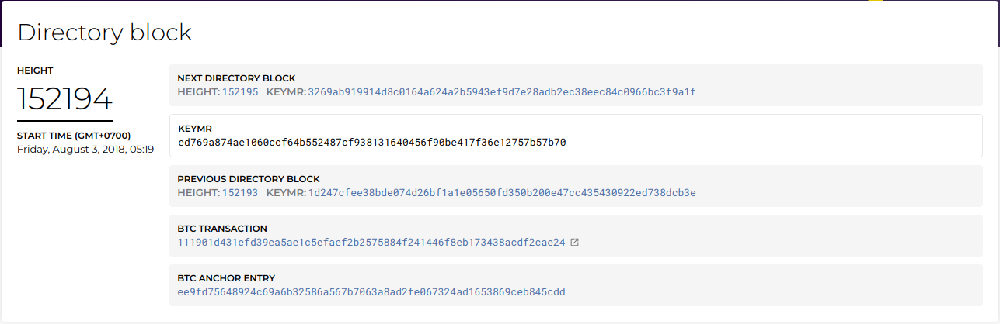 Directory block
HEIGHT
152194
START TIME (GMT+0700)
Friday, August 3, 2018, 05:19
NEXT DIRECTORY BLOCK
HEIGHT: 152195 KEYMR: 3269ab919914d8c0164a624a2b5943ef9d7e28adb2ec38eec84c0966bc3f9a1f
KEYMR
ed769a874ae1060ccf64b552487cf938131640456f90be417f36e12757b57b70
PREVIOUS DIRECTORY BLOCK
HEIGHT: 152193 KEYMR: 1d247cfee38bde074d26bf1a1e05650fd350b200e47cc435430922ed738dcb3e
BTC TRANSACTION
111901d431efd39ea5ae1c5efaef2b2575884f241446f8eb173438acdf2cae24
BTC ANCHOR ENTRY
ee9fd75648924c69a6b32586a567b7063a8ad2fe067324ad1653869ceb845cdd